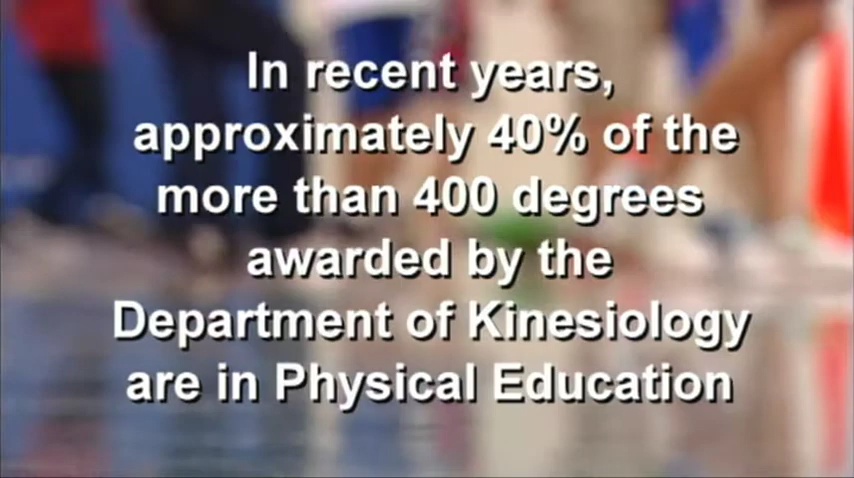 In recent years,
approximately 40% of the
more than 400 degrees
awarded by the
Department of Kinesiology
are in Physical Education